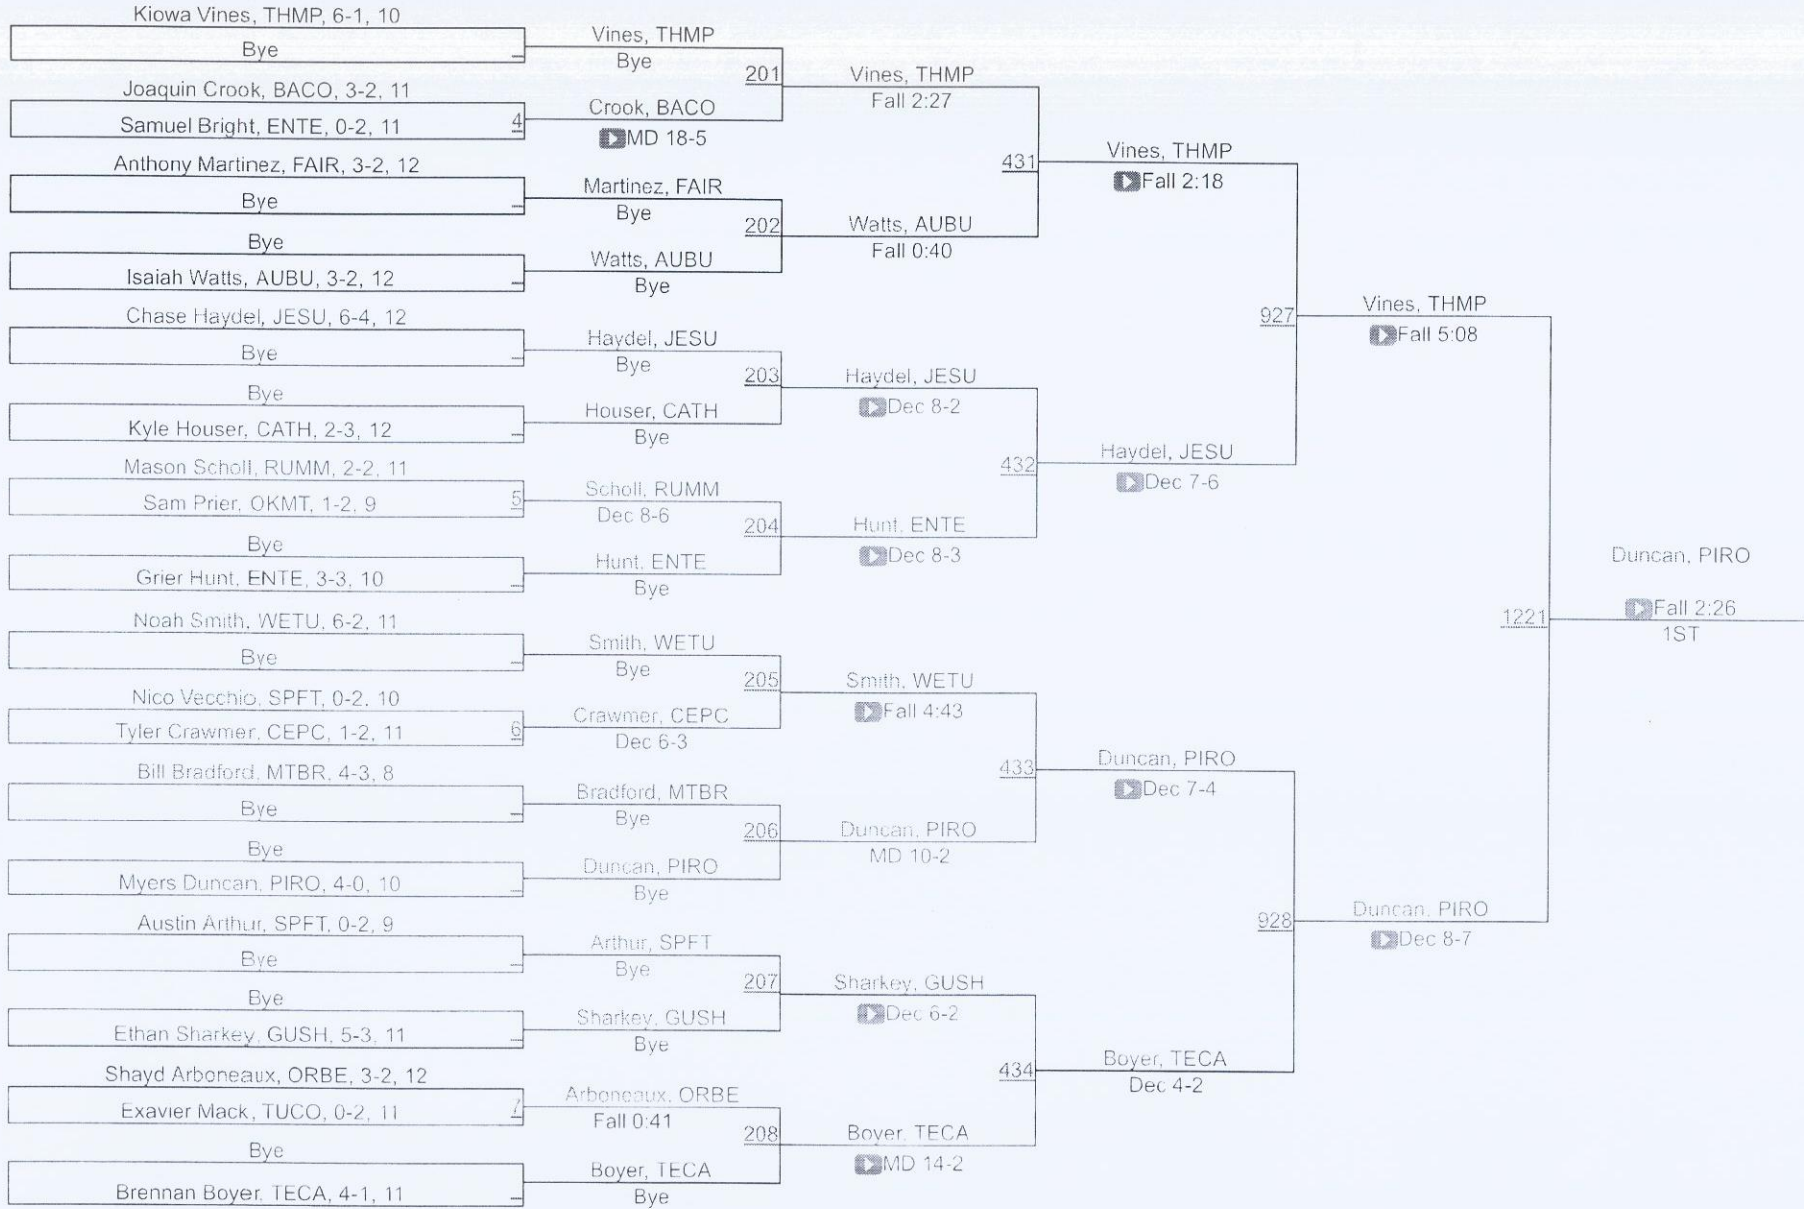 Kiowa Vines, THMP, 6-1, 10
Bye
Joaquin Crook, BACO, 3-2, 11
Samuel Bright, ENTE, 0-2, 11
4
Anthony Martinez, FAIR, 3-2, 12
Bye
Bye
Isaiah Watts, AUBU, 3-2, 12
Chase Haydel, JESU, 6-4, 12
Bye
Bye
Kyle Houser, CATH, 2-3, 12
Mason Scholl, RUMM, 2-2, 11
Sam Prier, OKMT, 1-2, 9
5
Bye
Grier Hunt, ENTE, 3-3, 10
Noah Smith, WETU, 6-2, 11
Bye
Nico Vecchio, SPFT, 0-2, 10
Tyler Crawmer, CEPC, 1-2, 11
6
Bill Bradford, MTBR, 4-3, 8
Bye
Bye
Myers Duncan, PIRO, 4-0, 10
Austin Arthur, SPFT, 0-2, 9
Bye
Bye
Ethan Sharkey, GUSH, 5-3, 11
Shayd Arboneaux, ORBE, 3-2, 12
Exavier Mack, TUCO, 0-2, 11
7
Bye
Brennan Boyer, TECA, 4-1, 11
Vines, THMP
Bye
201
Crook, BACO
MD 18-5
Martinez, FAIR
Bye
202
Watts, AUBU
Bye
Haydel, JESU
Bye
203
Houser, CATH
Bye
Scholl, RUMM
Dec 8-6
204
Hunt, ENTE
Bye
Smith, WETU
Bye
205
Crawmer, CEPC
Dec 6-3
Bradford, MTBR
Bye
206
Duncan, PIRO
Bye
Arthur, SPFT
Bye
207
Sharkey, GUSH
Bye
Arboneaux, ORBE
Fall 0:41
208
Boyer, TECA
Bye
Vines, THMP
Fall 2:27
431
Watts, AUBU
Fall 0:40
Haydel, JESU
Dec 8-2
432
Hunt, ENTE
Dec 8-3
Smith, WETU
Fall 4:43
433
Duncan, PIRO
MD 10-2
Sharkey, GUSH
Dec 6-2
434
Boyer, TECA
MD 14-2
Vines, THMP
Fall 2:18
927
Haydel, JESU
Dec 7-6
Duncan, PIRO
Dec 7-4
928
Boyer, TECA
Dec 4-2
Vines, THMP
Fall 5:08
1221
Duncan, PIRO
Dec 8-7
Duncan, PIRO
Fall 2:26
1ST